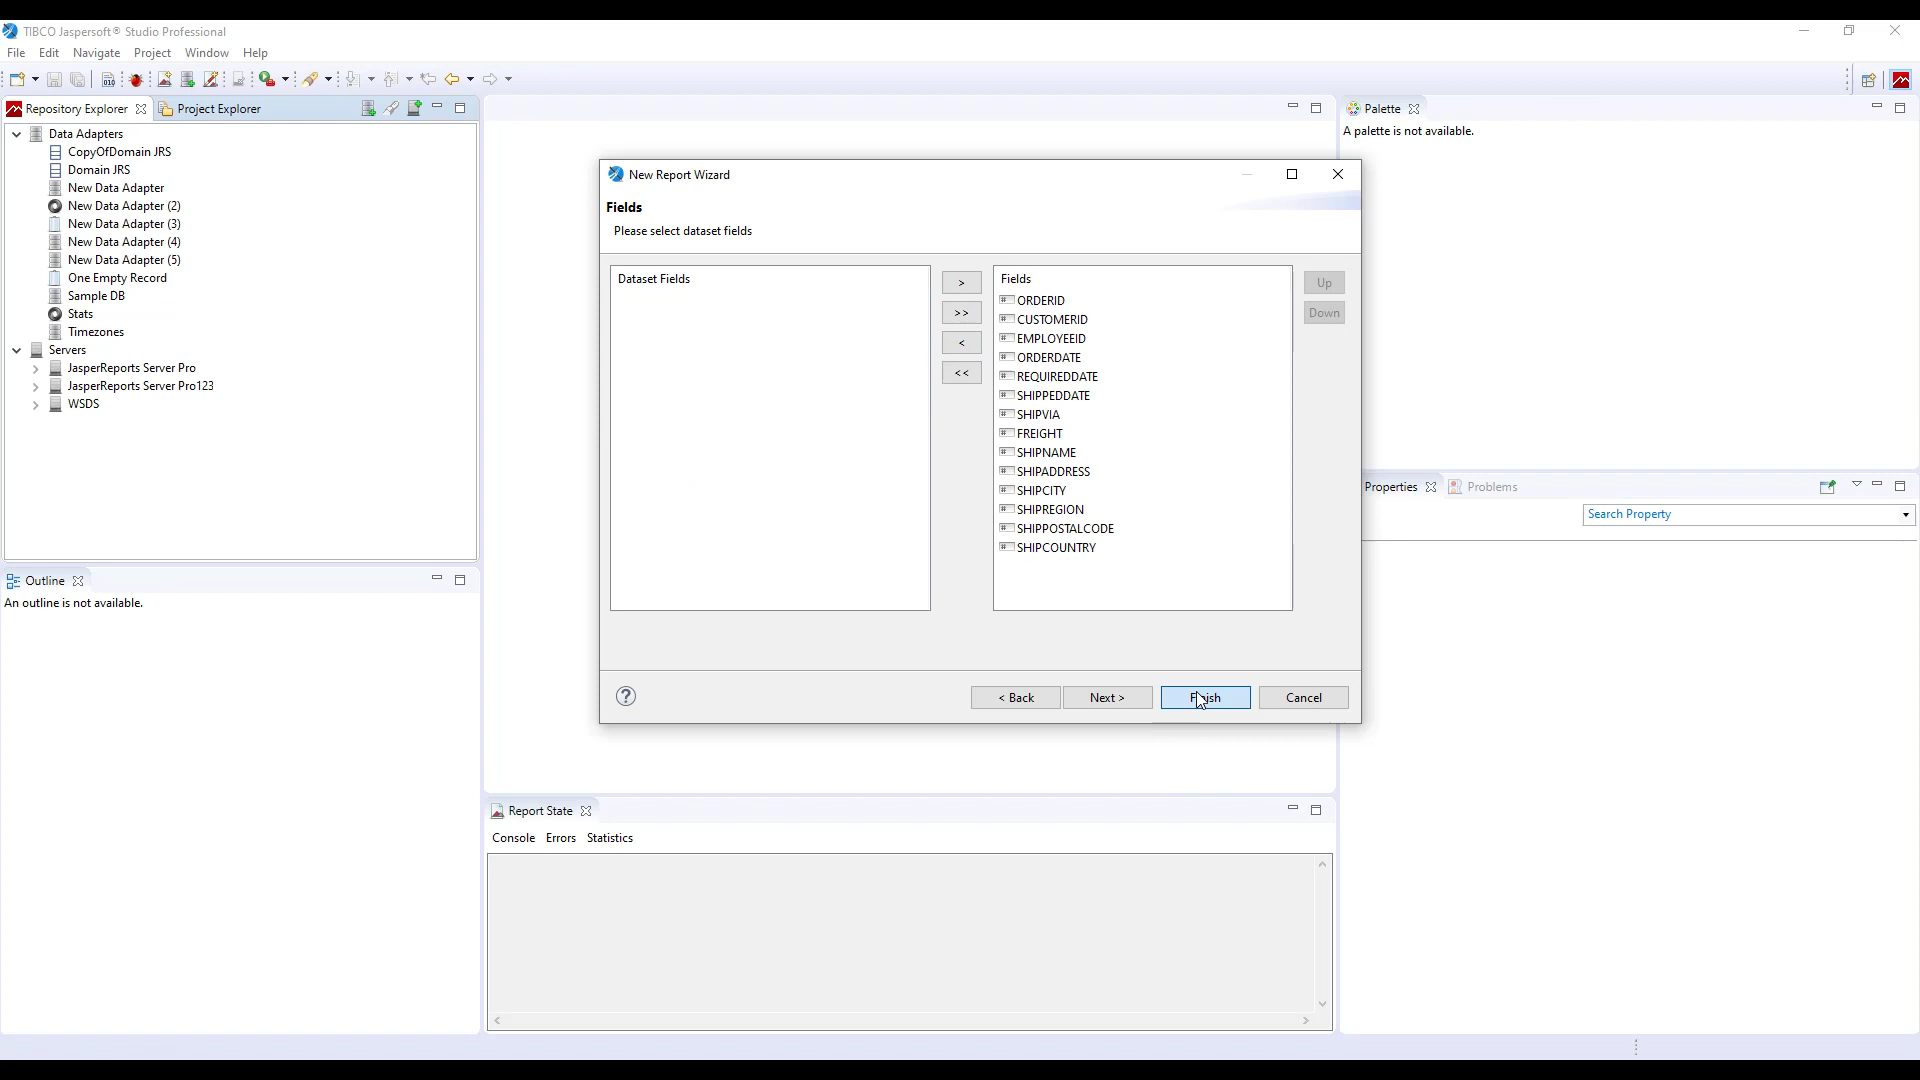 TIBCO Jaspersoft® Studio Professional
File Edit Navigate Project Window Help
Repository Explorer Project Explorer
Data Adapters
CopyOfDomain JRS
Domain JRS
New Data Adapter
New Data Adapter (2)
New Data Adapter (3)
New Data Adapter (4)
New Data Adapter (5)
One Empty Record
Sample DB
Stats
Timezones
Servers
JasperReports Server Pro
JasperReports Server Pro123
WSDS
Outline
An outline is not available.
New Report Wizard
Fields
Please select dataset fields
Dataset Fields
>
>>
<
<<
Fields
ORDERID
CUSTOMERID
EMPLOYEEID
ORDERDATE
REQUIREDDATE
SHIPPEDDATE
SHIPVIA
FREIGHT
SHIPNAME
SHIPADDRESS
SHIPCITY
SHIPREGION
SHIPPOSTALCODE
SHIPCOUNTRY
Up
Down
?
< Back Next > Finish Cancel
Report State
Console Errors Statistics
Palette
A palette is not available.
Properties Problems
Search Property